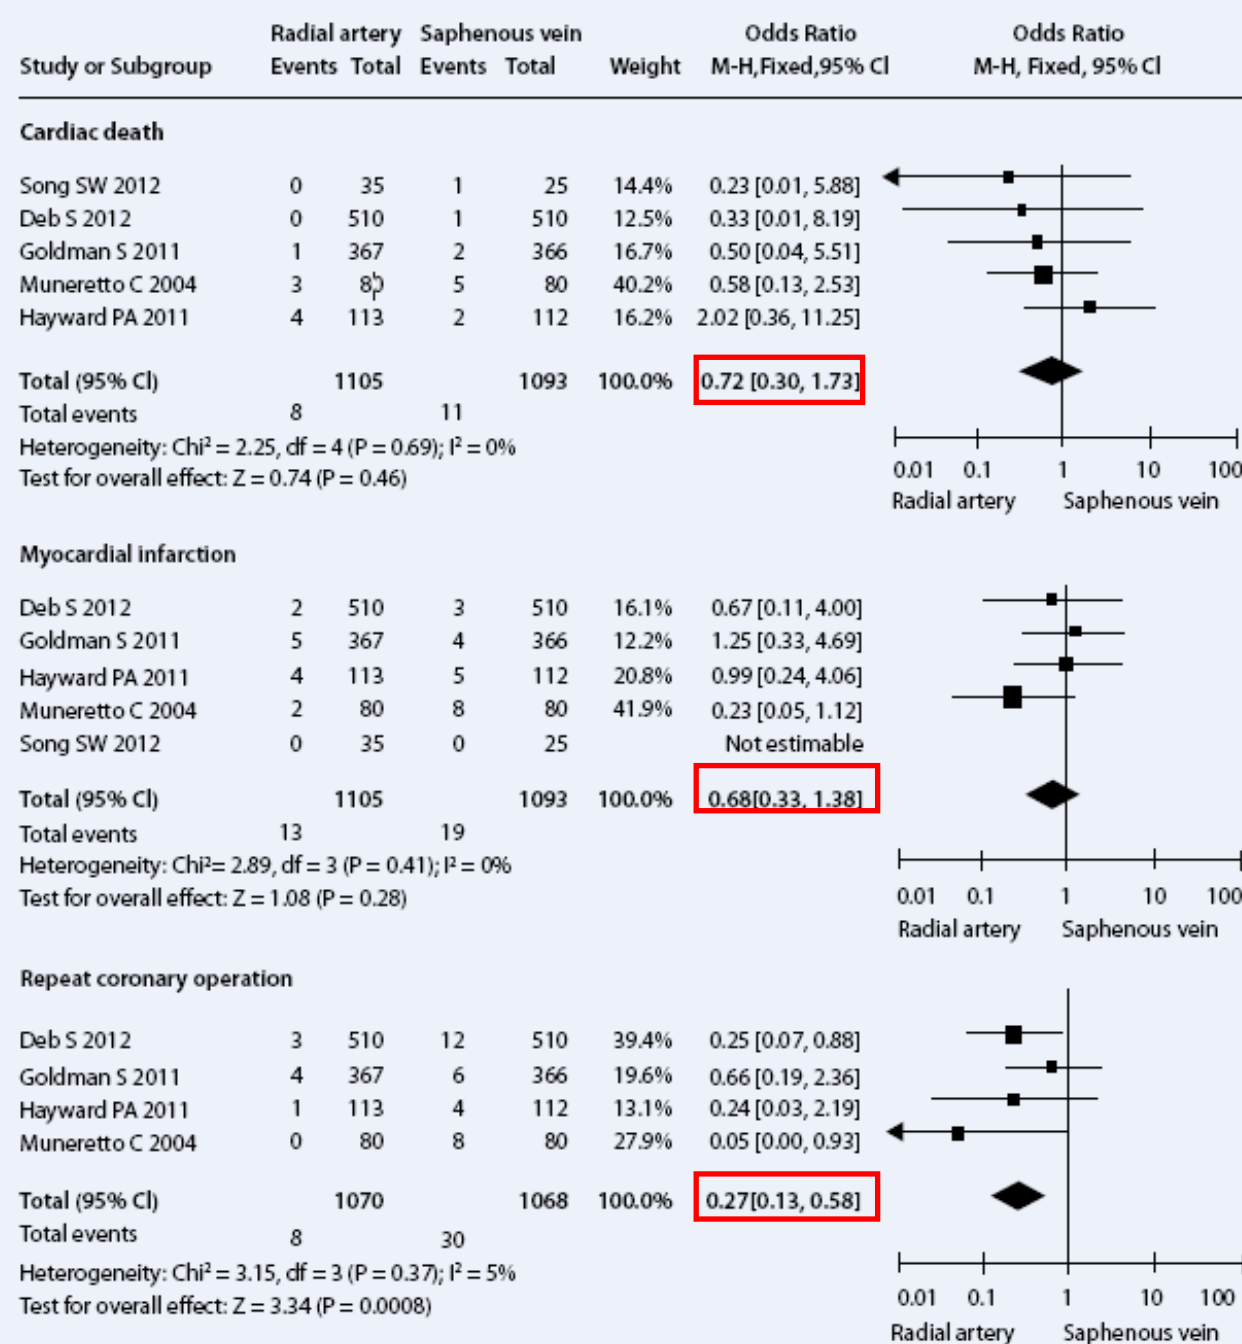 Radial artery Saphenous vein Odds Ratio Odds Ratio
Study or Subgroup Events Total Events Total Weight M-H,Fixed,95% CI M-H, Fixed, 95% CI
Cardiac death
Song SW 2012 0 35 1 25 14.4% 0.23 [0.01, 5.88]
Deb S 2012 0 510 1 510 12.5% 0.33 [0.01, 8.19]
Goldman S 2011 1 367 2 366 16.7% 0.50 [0.04, 5.51]
Muneretto C 2004 3 80 5 80 40.2% 0.58 [0.13, 2.53]
Hayward PA 2011 4 113 2 112 16.2% 2.02 [0.36, 11.25]
Total (95% CI) 1105 1093 100.0% 0.72 [0.30, 1.73]
Total events 8 11
Heterogeneity: Chi² = 2.25, df = 4 (P = 0.69); I² = 0%
Test for overall effect: Z = 0.74 (P = 0.46)
0.01 0.1 1 10 100
Radial artery Saphenous vein
Myocardial infarction
Deb S 2012 2 510 3 510 16.1% 0.67 [0.11, 4.00]
Goldman S 2011 5 367 4 366 12.2% 1.25 [0.33, 4.69]
Hayward PA 2011 4 113 5 112 20.8% 0.99 [0.24, 4.06]
Muneretto C 2004 2 80 8 80 41.9% 0.23 [0.05, 1.12]
Song SW 2012 0 35 0 25 Not estimable
Total (95% CI) 1105 1093 100.0% 0.68[0.33, 1.38]
Total events 13 19
Heterogeneity: Chi²= 2.89, df = 3 (P = 0.41); I² = 0%
Test for overall effect: Z = 1.08 (P = 0.28)
0.01 0.1 1 10 100
Radial artery Saphenous vein
Repeat coronary operation
Deb S 2012 3 510 12 510 39.4% 0.25 [0.07, 0.88]
Goldman S 2011 4 367 6 366 19.6% 0.66 [0.19, 2.36]
Hayward PA 2011 1 113 4 112 13.1% 0.24 [0.03, 2.19]
Muneretto C 2004 0 80 8 80 27.9% 0.05 [0.00, 0.93]
Total (95% CI) 1070 1068 100.0% 0.27[0.13, 0.58]
Total events 8 30
Heterogeneity: Chi² = 3.15, df = 3 (P = 0.37); I² = 5%
Test for overall effect: Z = 3.34 (P = 0.0008)
0.01 0.1 1 10 100
Radial artery Saphenous vein